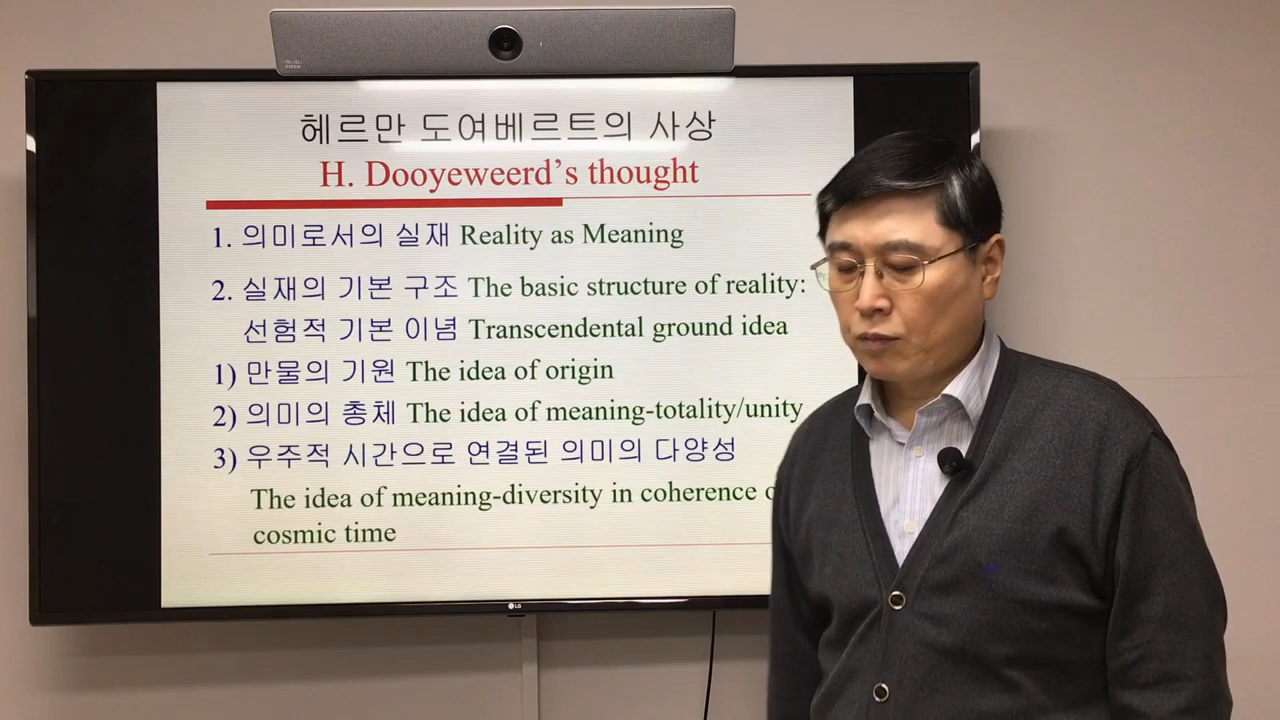 헤르만 도여베르트의 사상
H. Dooyeweerd's thought
1. 의미로서의 실재 Reality as Meaning
2. 실재의 기본 구조 The basic structure of reality:
선험적 기본 이념 Transcendental ground idea
1) 만물의 기원 The idea of origin
2) 의미의 총체 The idea of meaning-totality/unity
3) 우주적 시간으로 연결된 의미의 다양성
The idea of meaning-diversity in coherence
cosmic time
LG
cisco